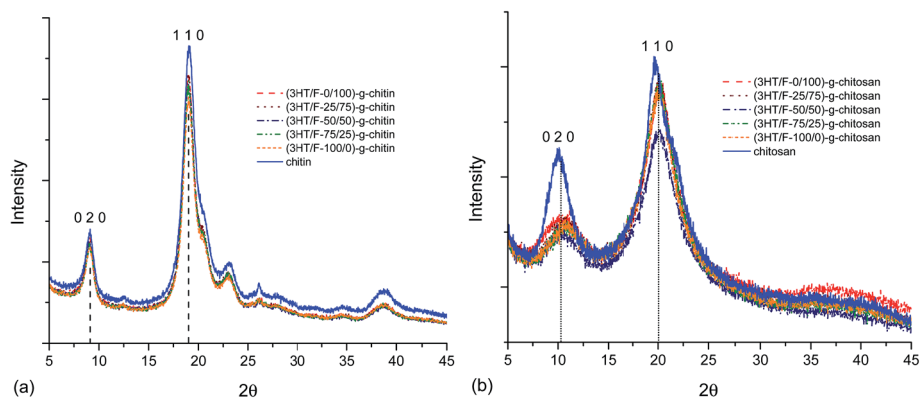 1 1 0
0 2 0
(3HT/F-0/100)-g-chitin
(3HT/F-25/75)-g-chitin
(3HT/F-50/50)-g-chitin
(3HT/F-75/25)-g-chitin
(3HT/F-100/0)-g-chitin
chitin
Intensity
5 10 15 20 25 30 35 40 45
2θ
(a)
1 1 0
0 2 0
(3HT/F-0/100)-g-chitosan
(3HT/F-25/75)-g-chitosan
(3HT/F-50/50)-g-chitosan
(3HT/F-75/25)-g-chitosan
(3HT/F-100/0)-g-chitosan
chitosan
Intensity
5 10 15 20 25 30 35 40 45
2θ
(b)